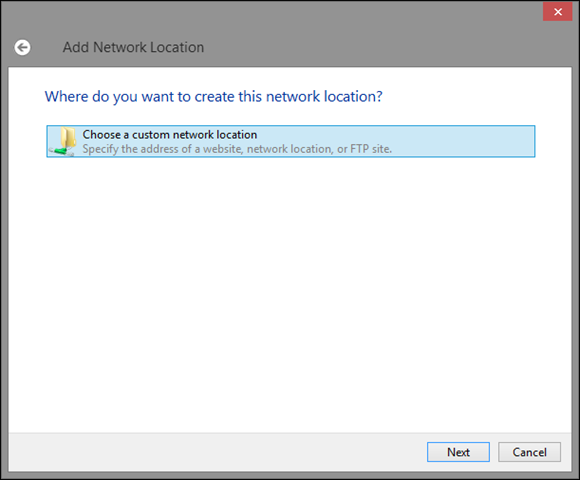 Add Network Location
Where do you want to create this network location?
Choose a custom network location
Specify the address of a website, network location, or FTP site.
Next
Cancel